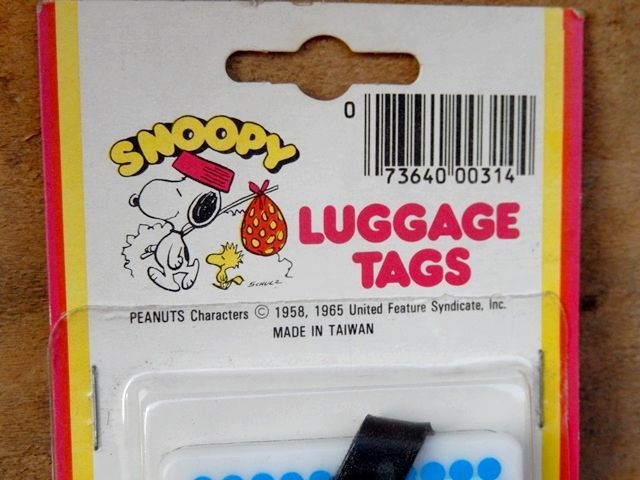 SNOOPY
0
73640 00314
LUGGAGE
TAGS
SCHULZ
PEANUTS Characters © 1958, 1965 United Feature Syndicate, Inc.
MADE IN TAIWAN